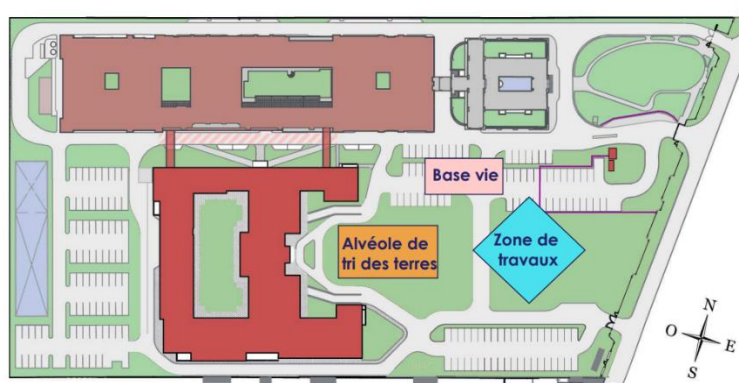 Base vie
Alvéole de
tri des terres
Zone de
travaux
N
O
E
S